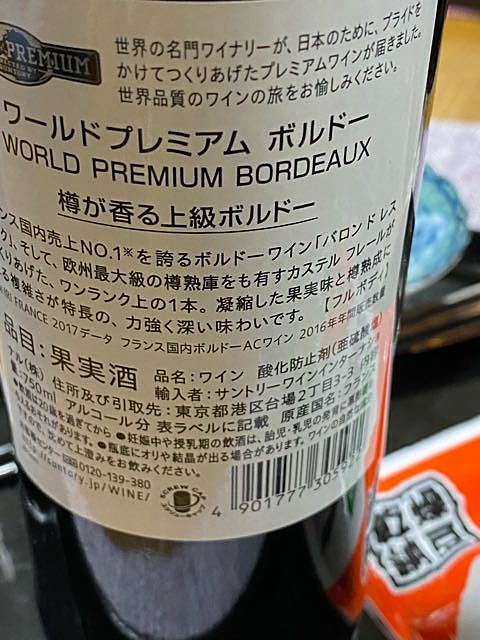 PREMIUM
世界の名門ワイナリーが、日本のために、プライドを
かけてつくりあげたプレミアムワインが届きました。
世界品質のワインの旅をお愉しみください。
ワールドプレミアム ボルドー
WORLD PREMIUM BORDEAUX
樽が香る上級ボルドー
ンス国内売上NO.1※を誇るボルドーワイン「バロン ド レス
ク」。そして、欧州最大級の樽熟庫をも有すカステル フレールが
くりあげた、ワンランク上の1本。凝縮した果実味と樽熟成に
る複雑さが特長の、力強く深い味わいです。【フルボディ】
IRI FRANCE 2017データ フランス国内ボルドーACワイン 2016年年間販売数量
品目:果実酒 品名:ワイン 酸化防止剤(亜硫酸塩)
ル(株) 輸入者:サントリーワインインターナショ
750ml 住所及び引取先:東京都港区台場2丁目3-3
アルコール分 表ラベルに記載 原産国名:フランス
●妊娠中や授乳期の飲酒は、胎児・乳児の発育に
●瓶底にオリや結晶が出る場合があります。ワインの自然な
上澄みをお飲みください。
0120-139-380
untory.jp/WINE/
SCREW CAP
4 901777 305